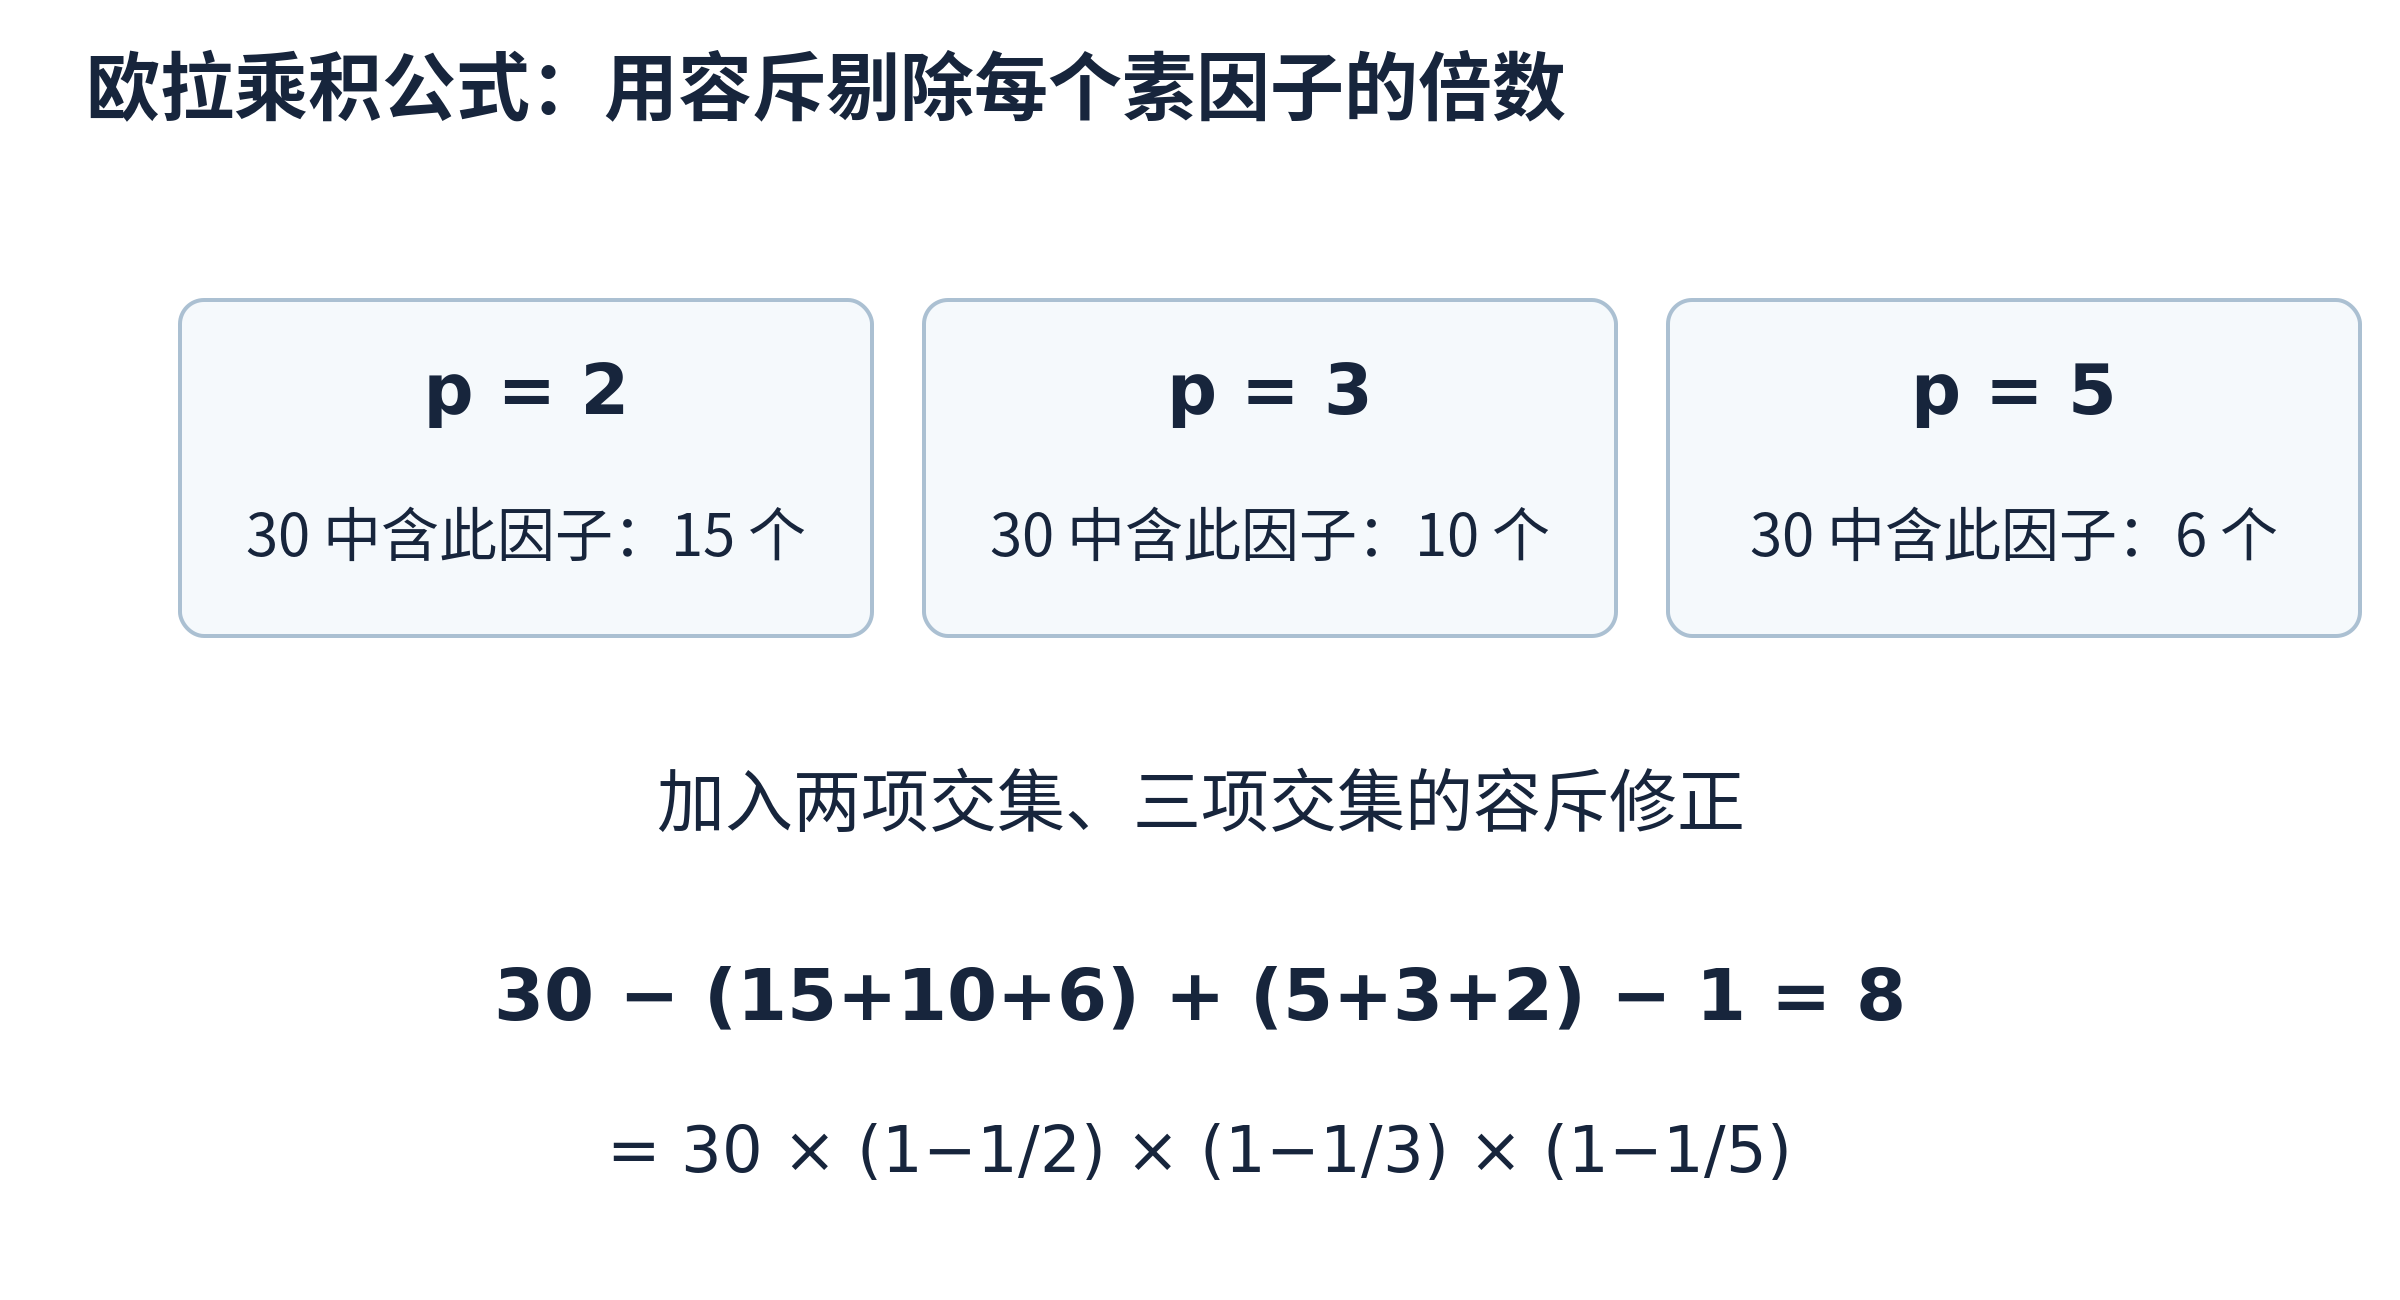 欧拉乘积公式：用容斥剔除每个素因子的倍数
p = 2
30 中含此因子：15 个
p = 3
30 中含此因子：10 个
p = 5
30 中含此因子：6 个
加入两项交集、三项交集的容斥修正
30 − (15+10+6) + (5+3+2) − 1 = 8
= 30 × (1−1/2) × (1−1/3) × (1−1/5)